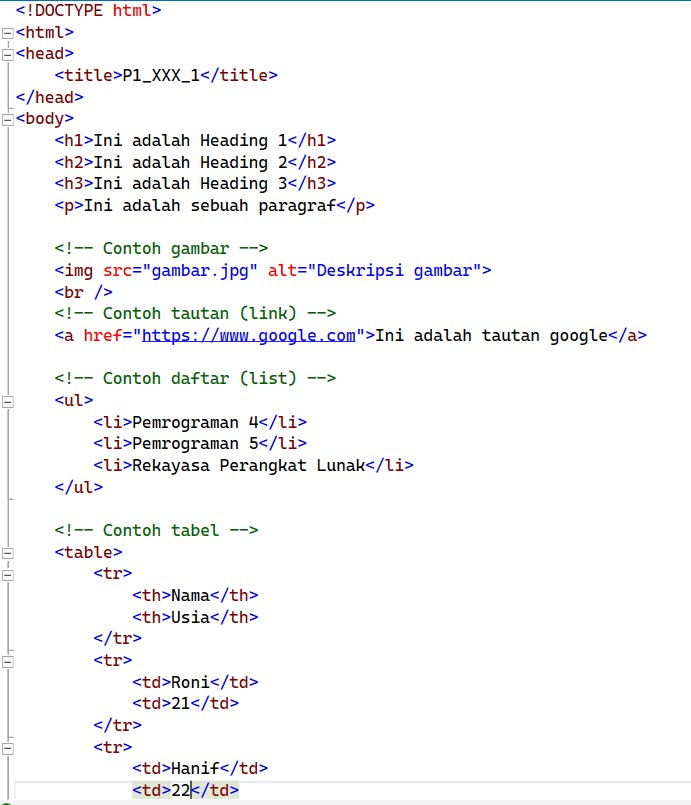 <!DOCTYPE html>
<html>
<head>
    <title>P1_XXX_1</title>
</head>
<body>
    <h1>Ini adalah Heading 1</h1>
    <h2>Ini adalah Heading 2</h2>
    <h3>Ini adalah Heading 3</h3>
    <p>Ini adalah sebuah paragraf</p>

    <!-- Contoh gambar -->
    <img src="gambar.jpg" alt="Deskripsi gambar">
    <br />
    <!-- Contoh tautan (link) -->
    <a href="https://www.google.com">Ini adalah tautan google</a>

    <!-- Contoh daftar (list) -->
    <ul>
        <li>Pemrograman 4</li>
        <li>Pemrograman 5</li>
        <li>Rekayasa Perangkat Lunak</li>
    </ul>

    <!-- Contoh tabel -->
    <table>
        <tr>
            <th>Nama</th>
            <th>Usia</th>
        </tr>
        <tr>
            <td>Roni</td>
            <td>21</td>
        </tr>
        <tr>
            <td>Hanif</td>
            <td>22</td>